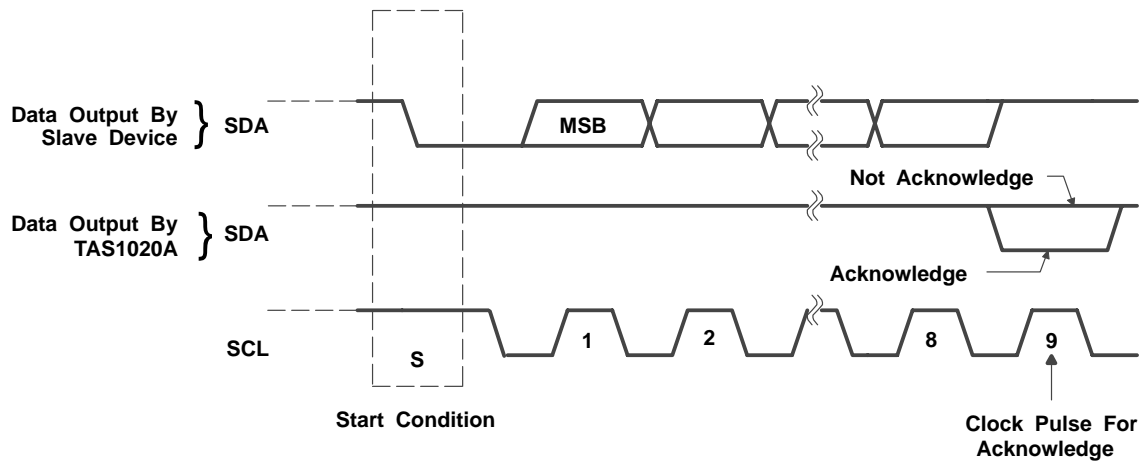 Data Output By
Slave Device } SDA
MSB
Not Acknowledge
Data Output By
TAS1020A } SDA
Acknowledge
SCL
S
1
2
8
9
Start Condition
Clock Pulse For
Acknowledge